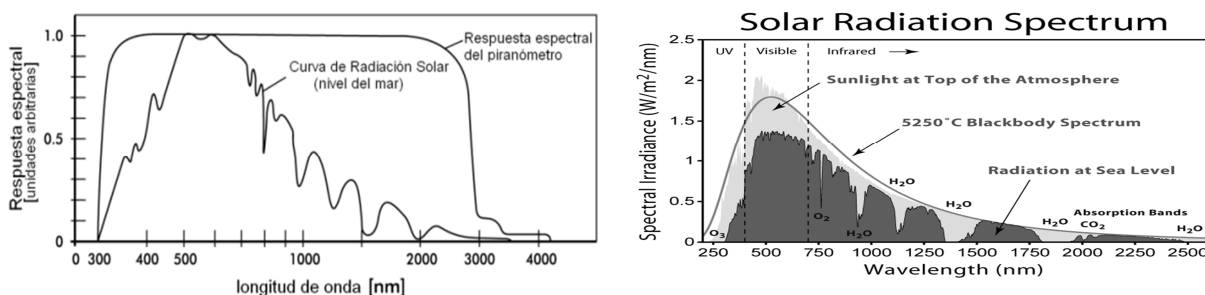 1.0
0.5
0
Respuesta espectral
[unidades arbitrarias]
Respuesta espectral
del piranómetro
Curva de Radiación Solar
(nivel del mar)
0 300 400 500 1000 2000 3000 4000
longitud de onda [nm]
Solar Radiation Spectrum
UV Visible Infrared
2.5
2
1.5
1
0.5
0
Spectral Irradiance (W/m²/nm)
Sunlight at Top of the Atmosphere
5250°C Blackbody Spectrum
Radiation at Sea Level
H₂O
H₂O
H₂O Absorption Bands
CO₂ H₂O
O₃ O₂ H₂O
250 500 750 1000 1250 1500 1750 2000 2250 2500
Wavelength (nm)